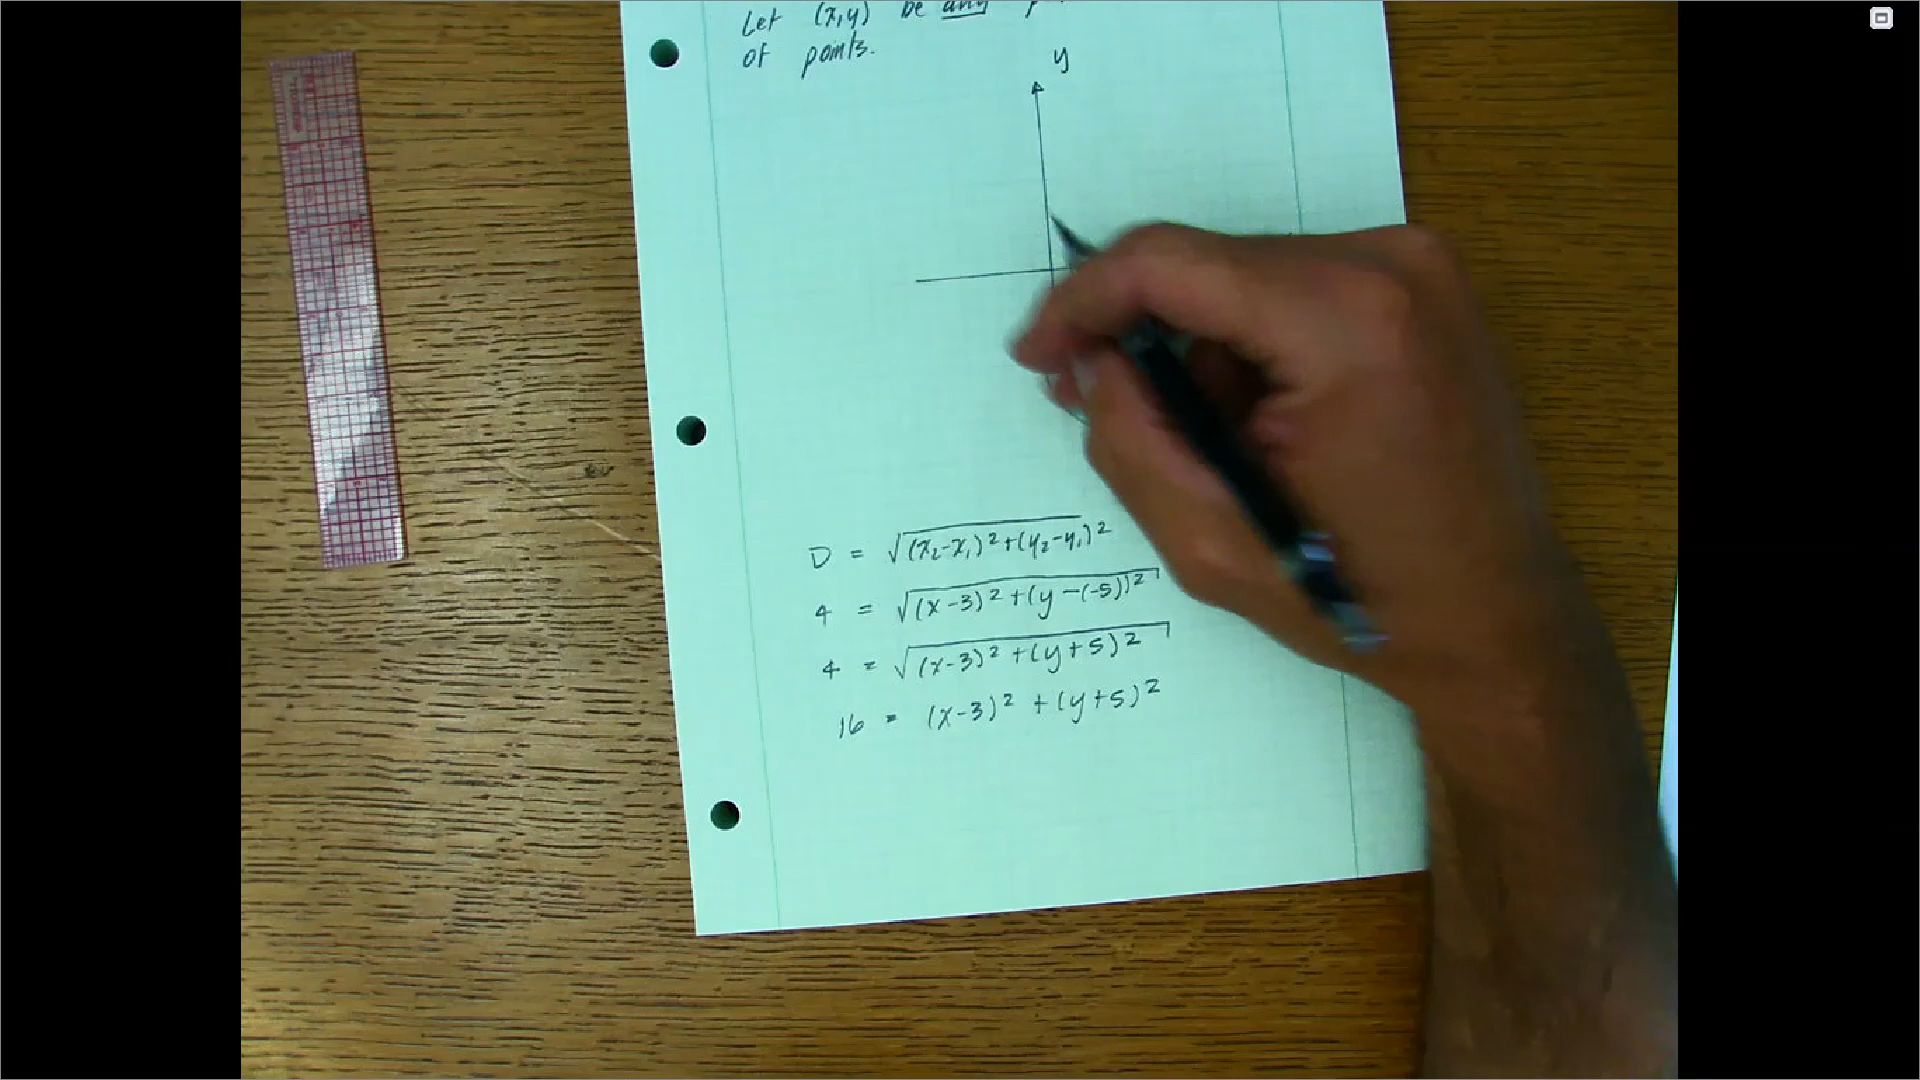 Let (x,y) be any
of points.
y
D = √(x₂-x₁)²+(y₂-y₁)²
4 = √(x-3)²+(y-(-5))²
4 = √(x-3)²+(y+5)²
16 = (x-3)²+(y+5)²